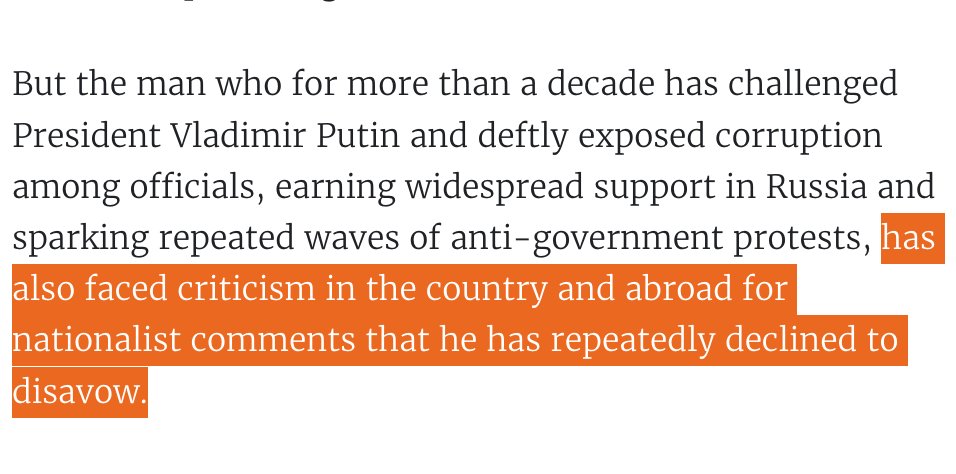 But the man who for more than a decade has challenged
President Vladimir Putin and deftly exposed corruption
among officials, earning widespread support in Russia and
sparking repeated waves of anti-government protests, has
also faced criticism in the country and abroad for
nationalist comments that he has repeatedly declined to
disavow.